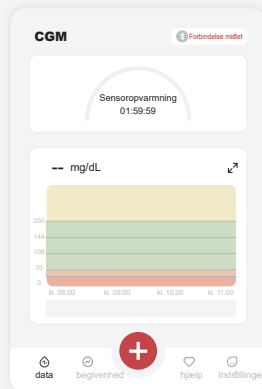 CGM
Forbindelse mistet
Sensoropvarmning
01:59:59
-- mg/dL
200
144
108
70
0
kl. 08.00 kl. 09.00 kl. 10.00 kl. 11.00
data begivenhed hjælp Indstillinge